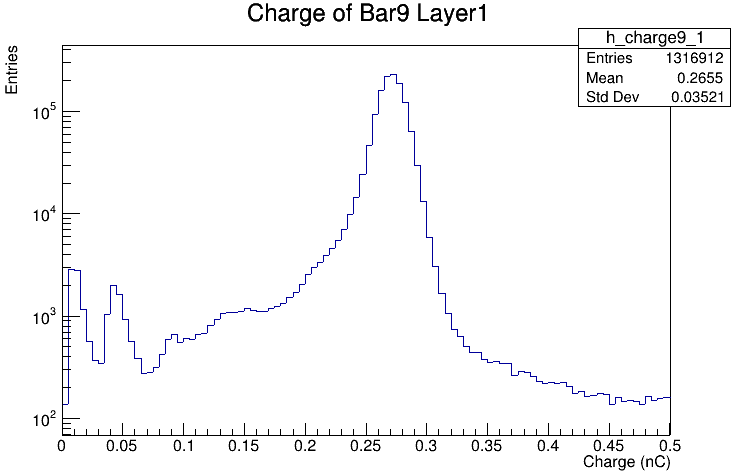 Charge of Bar9 Layer1
h_charge9_1
Entries 1316912
Mean 0.2655
Std Dev 0.03521
Entries
10^5
10^4
10^3
10^2
0 0.05 0.1 0.15 0.2 0.25 0.3 0.35 0.4 0.45 0.5
Charge (nC)